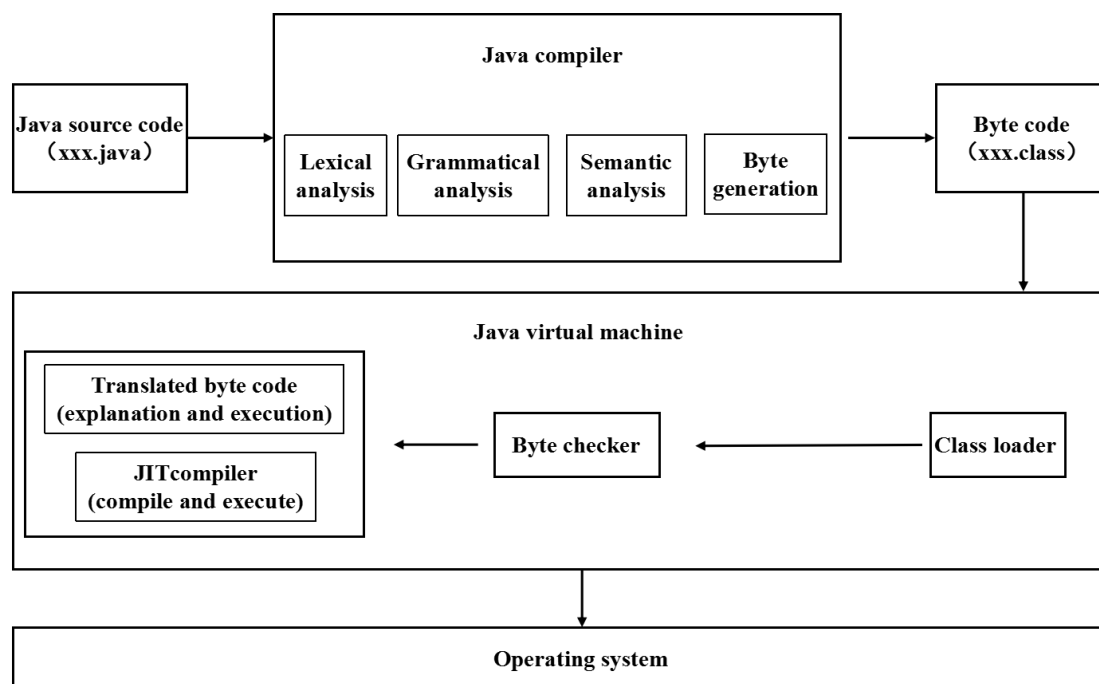 Java compiler
Java source code
（xxx.java）
Lexical
analysis
Grammatical
analysis
Semantic
analysis
Byte
generation
Byte code
（xxx.class）
Java virtual machine
Translated byte code
(explanation and execution)
JITcompiler
(compile and execute)
Byte checker
Class loader
Operating system